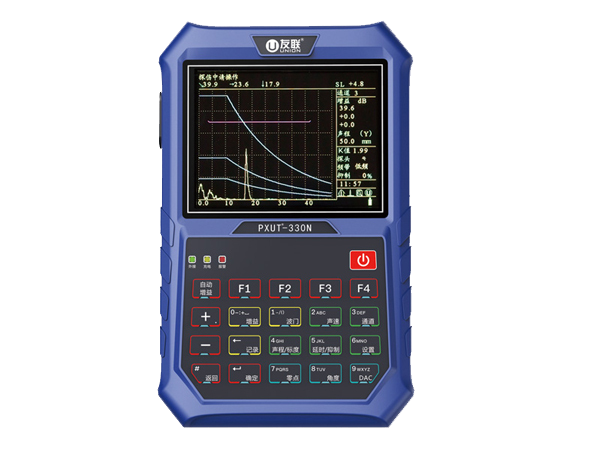 U 友联®
UNION
探伤中请操作
↘39.9 →23.6 ↓17.9 SL +4.8
通道 3
增益 dB
39.6
+0.0
+0.0
声程 (Y)
50.0 mm
K值 1.99
探头
频带 低频
抑制 0%
11:57
0.0 10 20 30 40
PXUT®-330N
自动增益
F1 F2 F3 F4
+ 0-:+._ 增益 1-/() 波门 2ABC 声速 3DEF 通道
- ← 记录 4GHI 声程/标度 5JKL 延时/抑制 6MNO 设置
# 返回 ↵ 确定 7PQRS 零点 8TUV 角度 9WXYZ DAC